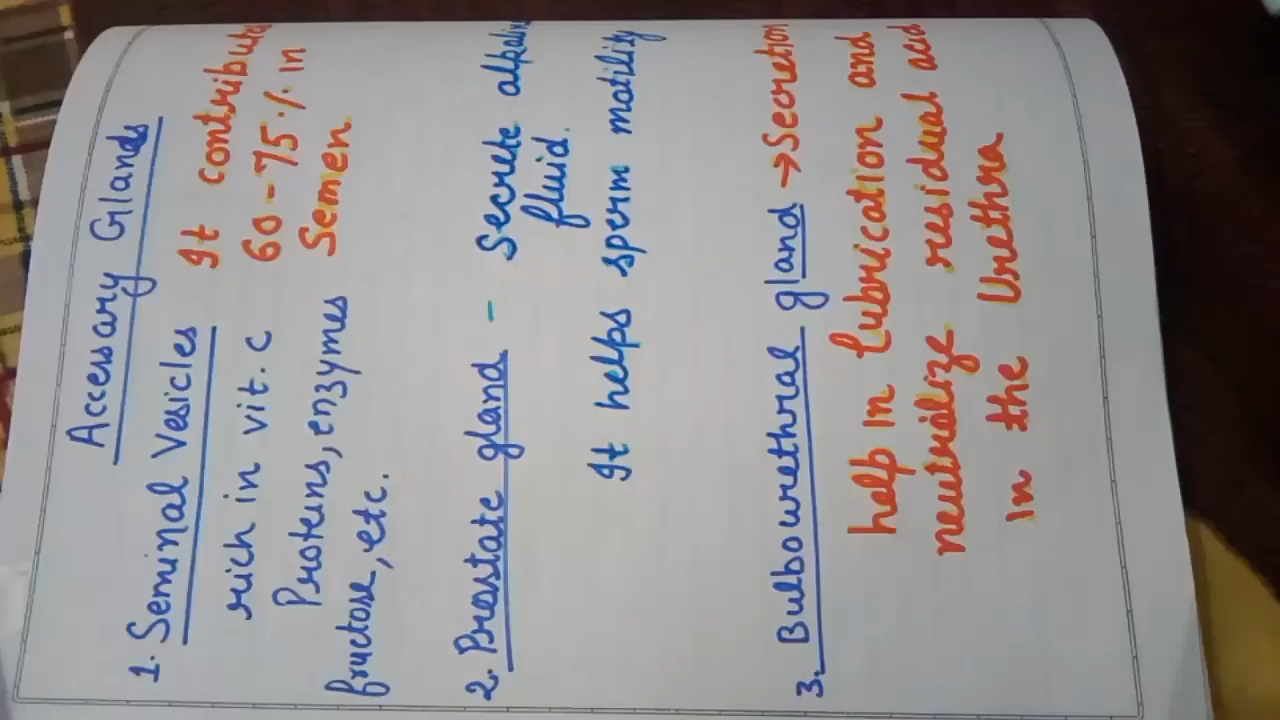 Accessary Glands
1. Seminal Vesicles
rich in vit. C
Proteins, enzymes
fructose, etc.
It contributes
60-75% in
Semen
2. Prostate gland - Secrete alkaline
fluid.
It helps sperm motility
3. Bulbourethral gland → Secretion
help in lubrication and
neutralize residual acid
in the Urethra